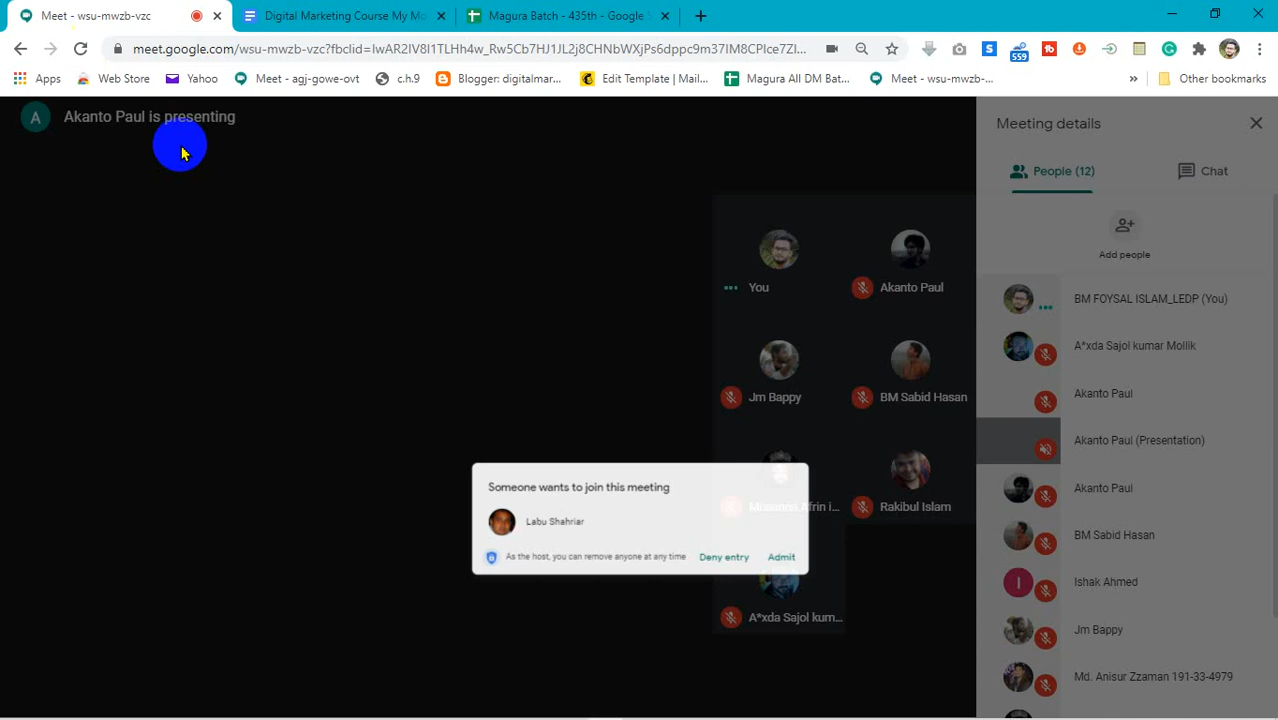 Meet - wsu-mwzb-vzc
Digital Marketing Course My Mo
Magura Batch - 435th - Google S
meet.google.com/wsu-mwzb-vzc?fbclid=IwAR2IV8I1TLHh4w_Rw5Cb7HJ1JL2j8CHNbWXjPs6dppc9m37IM8CPIce7ZI...
559
Apps
Web Store
Yahoo
Meet - agj-gowe-ovt
c.h.9
Blogger: digitalmar...
Edit Template | Mail...
Magura All DM Bat...
Meet - wsu-mwzb-...
»
Other bookmarks
A
Akanto Paul is presenting
Meeting details
People (12)
Chat
Add people
You
Akanto Paul
Jm Bappy
BM Sabid Hasan
Afrin i...
Rakibul Islam
A*xda Sajol kum...
Someone wants to join this meeting
Labu Shahriar
As the host, you can remove anyone at any time
Deny entry
Admit
BM FOYSAL ISLAM_LEDP (You)
A*xda Sajol kumar Mollik
Akanto Paul
Akanto Paul (Presentation)
Akanto Paul
BM Sabid Hasan
I
Ishak Ahmed
Jm Bappy
Md. Anisur Zzaman 191-33-4979